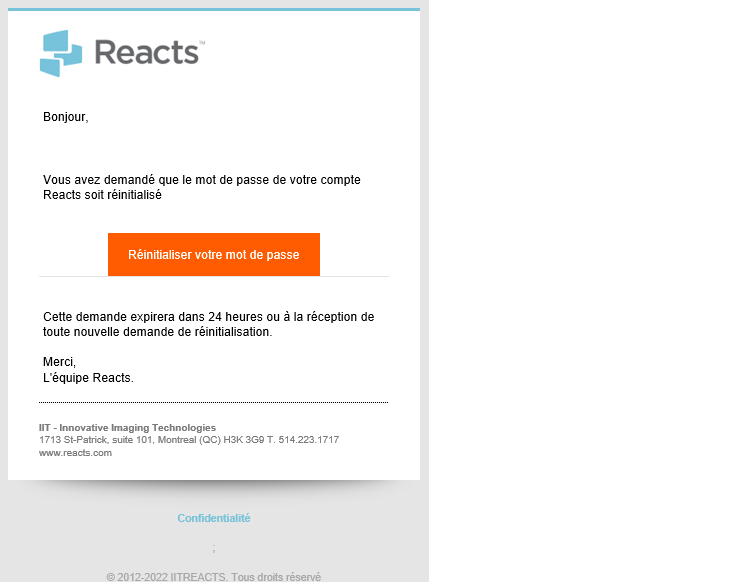 Reacts™
Bonjour,
Vous avez demandé que le mot de passe de votre compte
Reacts soit réinitialisé
Réinitialiser votre mot de passe
Cette demande expirera dans 24 heures ou à la réception de
toute nouvelle demande de réinitialisation.
Merci,
L'équipe Reacts.
IIT - Innovative Imaging Technologies
1713 St-Patrick, suite 101, Montreal (QC) H3K 3G9 T. 514.223.1717
www.reacts.com
Confidentialité
;
© 2012-2022 IITREACTS. Tous droits réservé